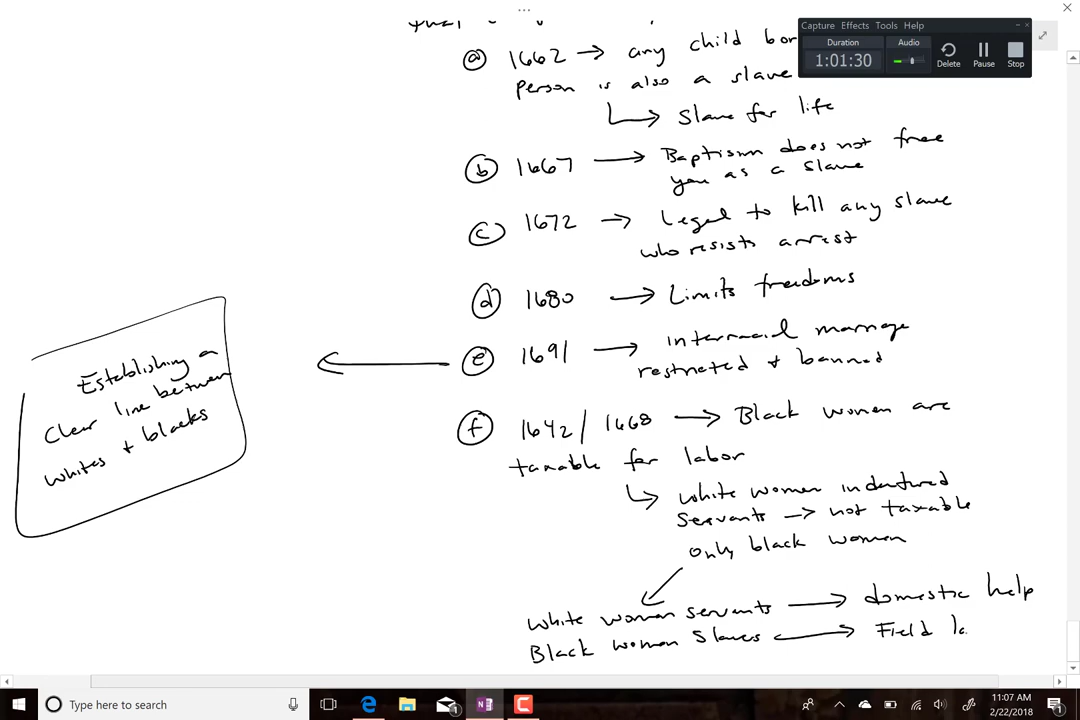 Capture Effects Tools Help
Duration
1:01:30
Audio
Delete
Pause
Stop
a 1662 → any child bor
person is also a slave
→ Slave for life
b 1667 → Baptism does not free
you as a slave
c 1672 → Legal to kill any slave
who resists arrest
d 1680 → Limits freedoms
e 1691 → interracial marriage
restricted & banned
Establishing a
clear line between
whites + blacks
f 1642/1668 → Black women are
taxable for labor
→ White women indentured
servants → not taxable
only black women
White women servants → domestic help
Black women Slaves → Field la
Type here to search
11:07 AM
2/22/2018